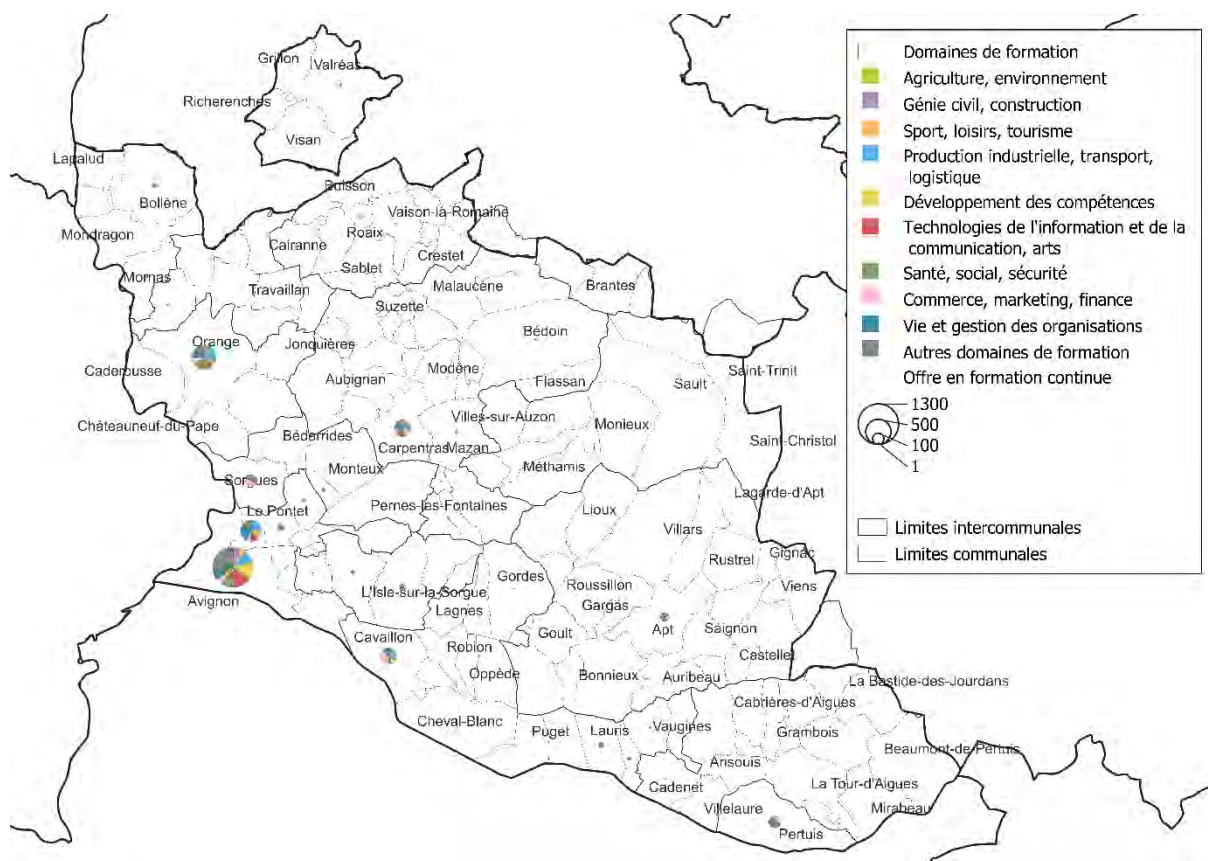 Grillon
Valréas
Richerenches
Visan
Lapalud
Bollène
Buisson
Mondragon
Vaison-la-Romaine
Cairanne
Roaix
Crestet
Sablet
Mornas
Travaillan
Malaucène
Brantes
Suzette
Bédoin
Orange
Jonquières
Caderousse
Modène
Aubignan
Flassan
Sault
Saint-Trinit
Châteauneuf-du-Pape
Villes-sur-Auzon
Monieux
Bédarrides
Carpentras
Mazan
Saint-Christol
Monteux
Méthamis
Sorgues
Pernes-les-Fontaines
Lagarde-d'Apt
Le Pontet
Lioux
Villars
Rustrel
Gignac
Gordes
Roussillon
Viens
Avignon
L'Isle-sur-la-Sorgue
Lagnes
Gargas
Goult
Apt
Saignon
Cavaillon
Robion
Oppède
Castellet
Bonnieux
Auribeau
La Bastide-des-Jourdans
Cabrières-d'Aigues
Cheval-Blanc
Puget
Lauris
Vaugines
Grambois
Beaumont-de-Pertuis
Ansouis
Cadenet
La Tour-d'Aigues
Villelaure
Mirabeau
Pertuis
Domaines de formation
Agriculture, environnement
Génie civil, construction
Sport, loisirs, tourisme
Production industrielle, transport,
logistique
Développement des compétences
Technologies de l'information et de la
communication, arts
Santé, social, sécurité
Commerce, marketing, finance
Vie et gestion des organisations
Autres domaines de formation
Offre en formation continue
1300
500
100
1
Limites intercommunales
Limites communales